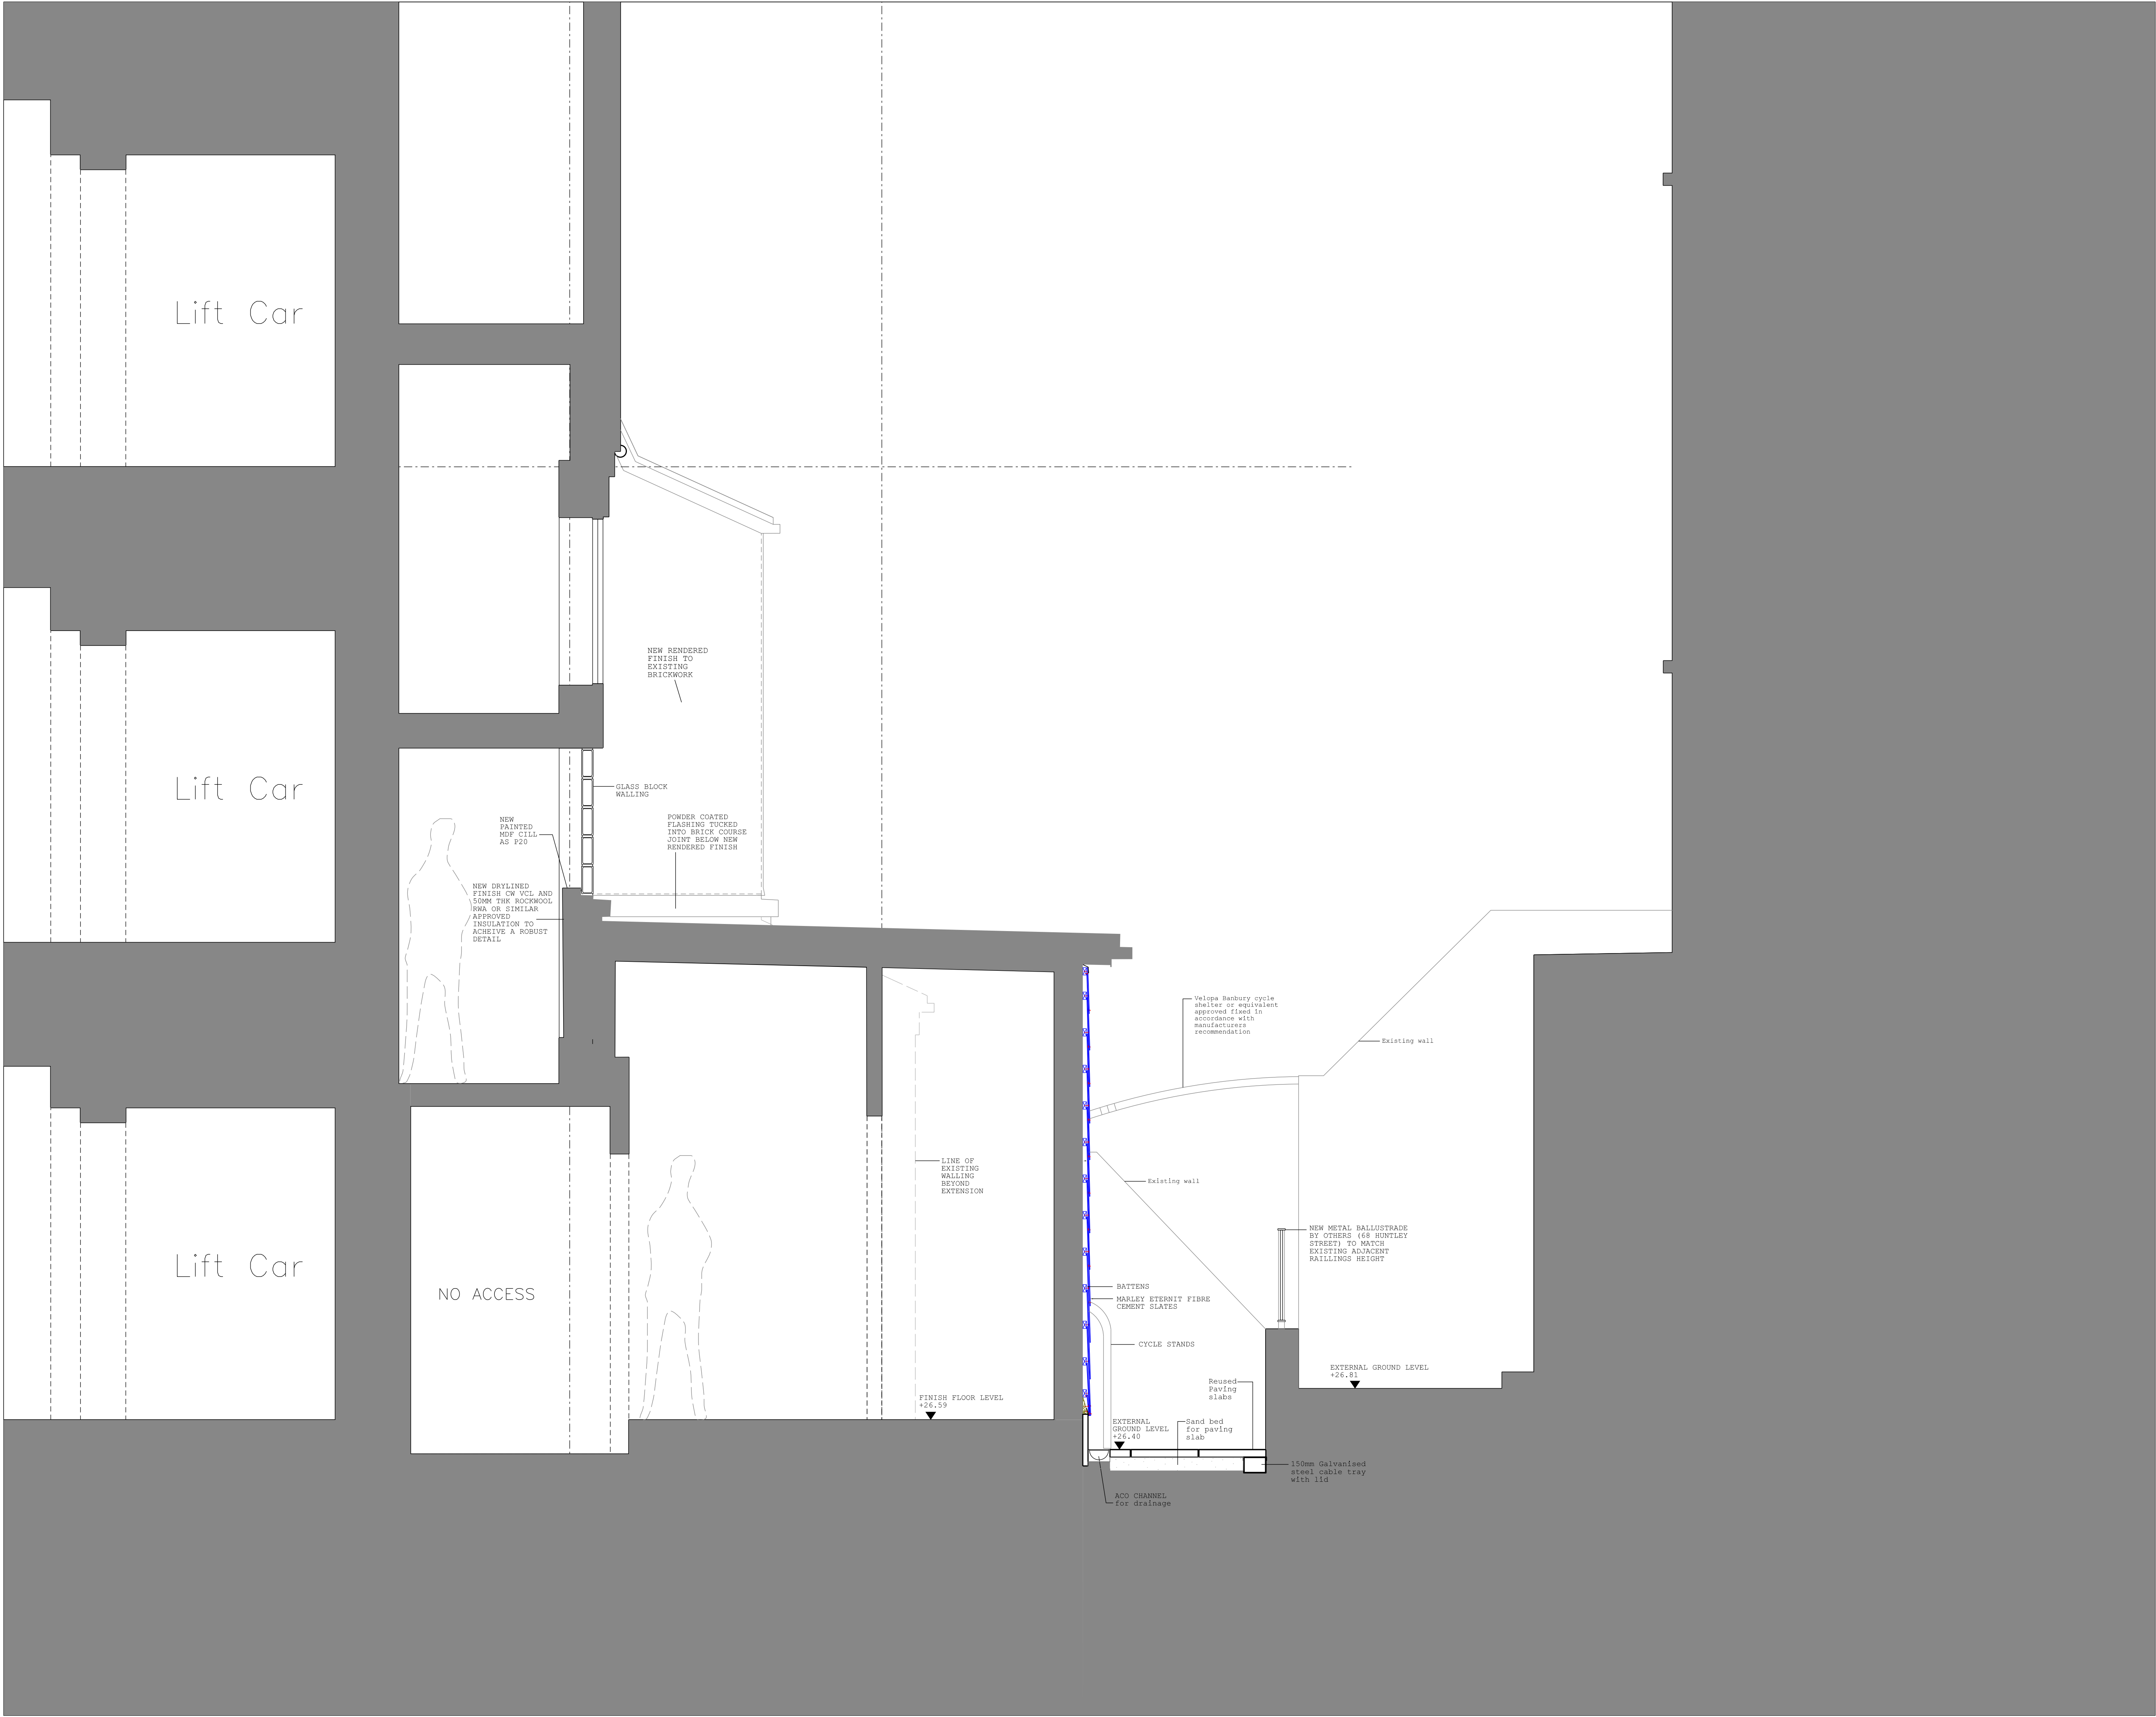 Lift Car
NEW RENDERED
FINISH TO
EXISTING
BRICKWORK
Lift Car
GLASS BLOCK
WALLING
NEW
PAINTED
MDF CILL
AS P20
POWDER COATED
FLASHING TUCKED
INTO BRICK COURSE
JOINT BELOW NEW
RENDERED FINISH
NEW DRYLINED
FINISH CW VCL AND
50MM THK ROCKWOOL
RWA OR SIMILAR
APPROVED
INSULATION TO
ACHEIVE A ROBUST
DETAIL
Velopa Banbury cycle
shelter or equivalent
approved fixed in
accordance with
manufacturers
recommendation
Existing wall
LINE OF
EXISTING
WALLING
BEYOND
EXTENSION
Existing wall
NEW METAL BALLUSTRADE
BY OTHERS (68 HUNTLEY
STREET) TO MATCH
EXISTING ADJACENT
RAILLINGS HEIGHT
Lift Car
NO ACCESS
BATTENS
MARLEY ETERNIT FIBRE
CEMENT SLATES
CYCLE STANDS
EXTERNAL GROUND LEVEL
+26.81
Reused
Paving
slabs
FINISH FLOOR LEVEL
+26.59
EXTERNAL
GROUND LEVEL
+26.40
Sand bed
for paving
slab
150mm Galvanised
steel cable tray
with lid
ACO CHANNEL
for drainage